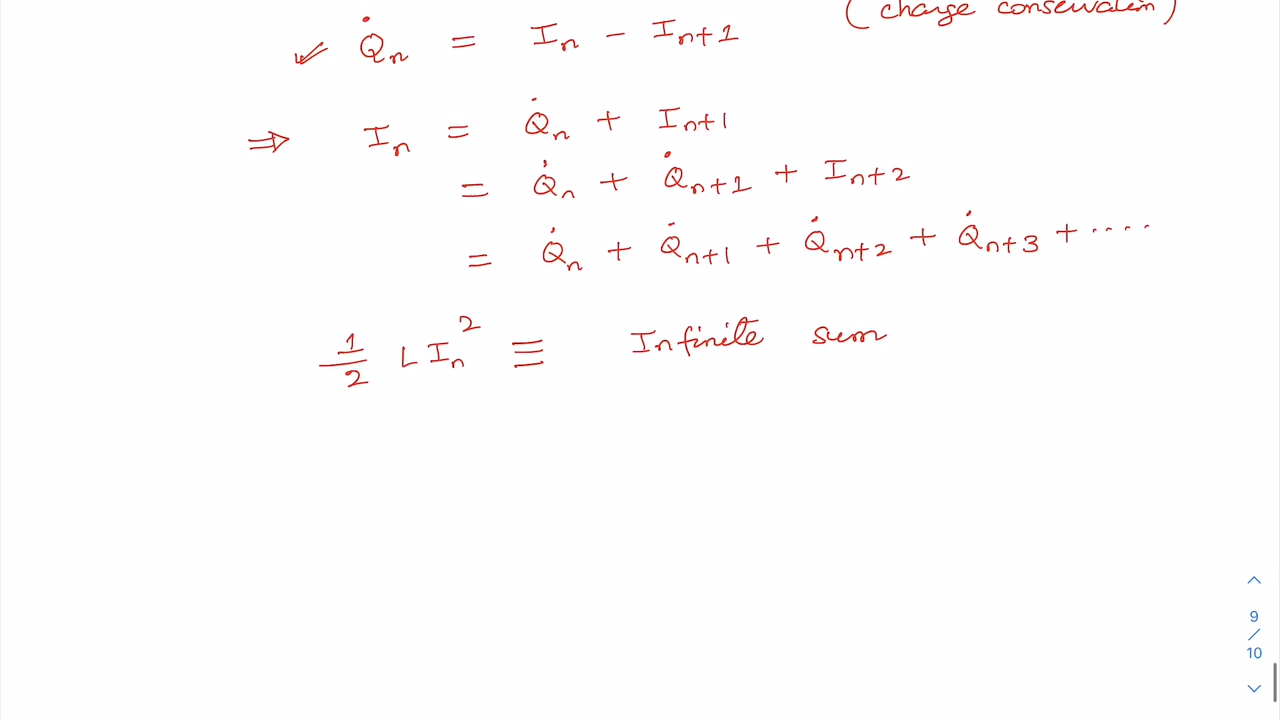 ( charge conservation )
✓ Q̇ₙ = Iₙ − Iₙ₊₁
⇒ Iₙ = Q̇ₙ + Iₙ₊₁
= Q̇ₙ + Q̇ₙ₊₁ + Iₙ₊₂
= Q̇ₙ + Q̇ₙ₊₁ + Q̇ₙ₊₂ + Q̇ₙ₊₃ + ....
1/2 L Iₙ² ≡ Infinite sum
9
/
10